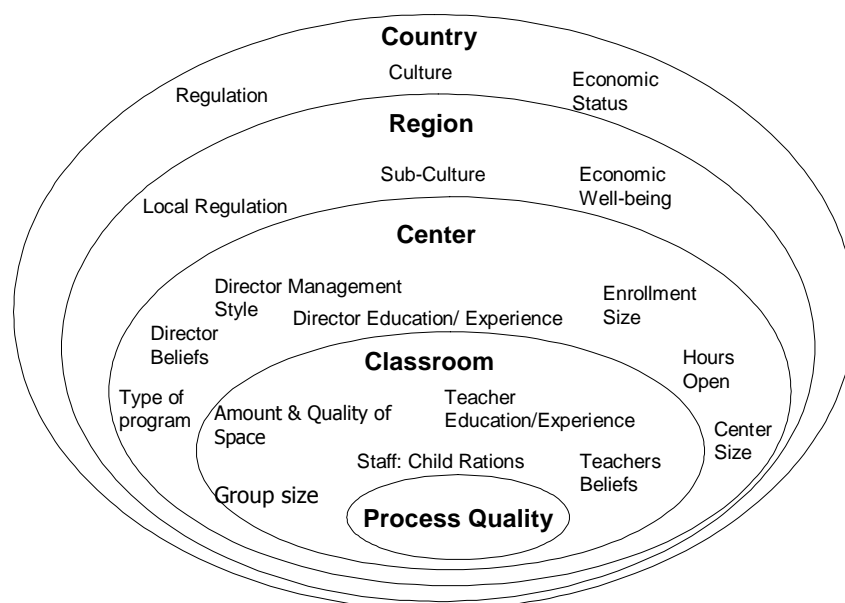 Country
Culture
Economic
Status
Regulation
Region
Sub-Culture
Economic
Well-being
Local Regulation
Center
Director Management
Style
Enrollment
Size
Director Education/ Experience
Director
Beliefs
Classroom
Hours
Open
Type of
program
Amount & Quality of
Space
Teacher
Education/Experience
Center
Size
Staff: Child Rations
Teachers
Beliefs
Group size
Process Quality